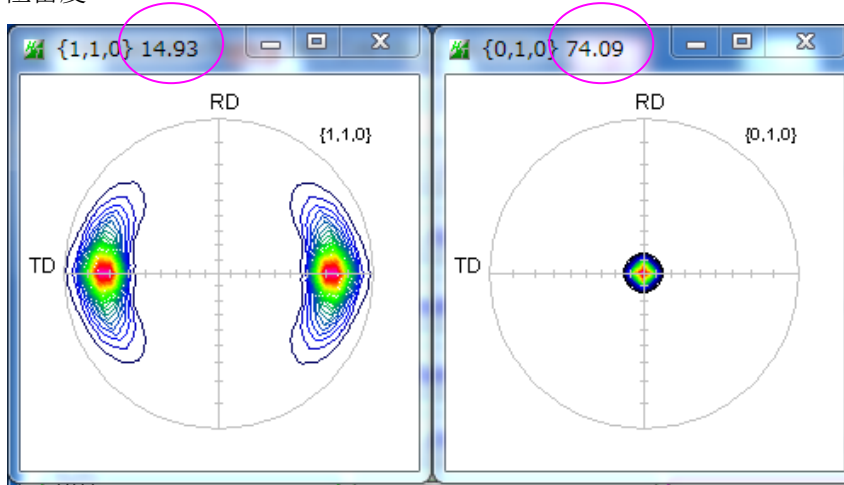 {1,1,0} 14.93
{0,1,0} 74.09
RD
{1,1,0}
TD
RD
{0,1,0}
TD